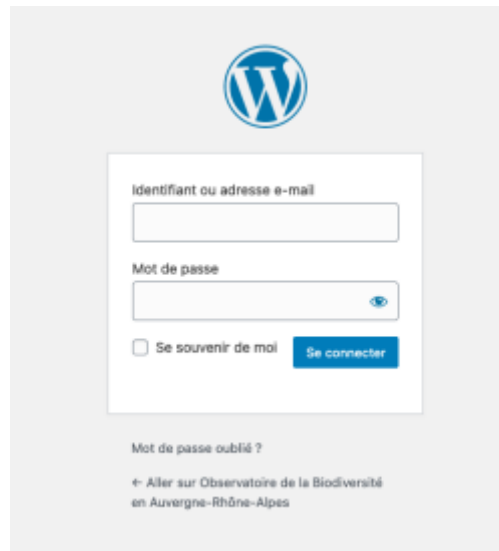 Identifiant ou adresse e-mail
Mot de passe
Se souvenir de moi
Se connecter
Mot de passe oublié ?
← Aller sur Observatoire de la Biodiversité
en Auvergne-Rhône-Alpes